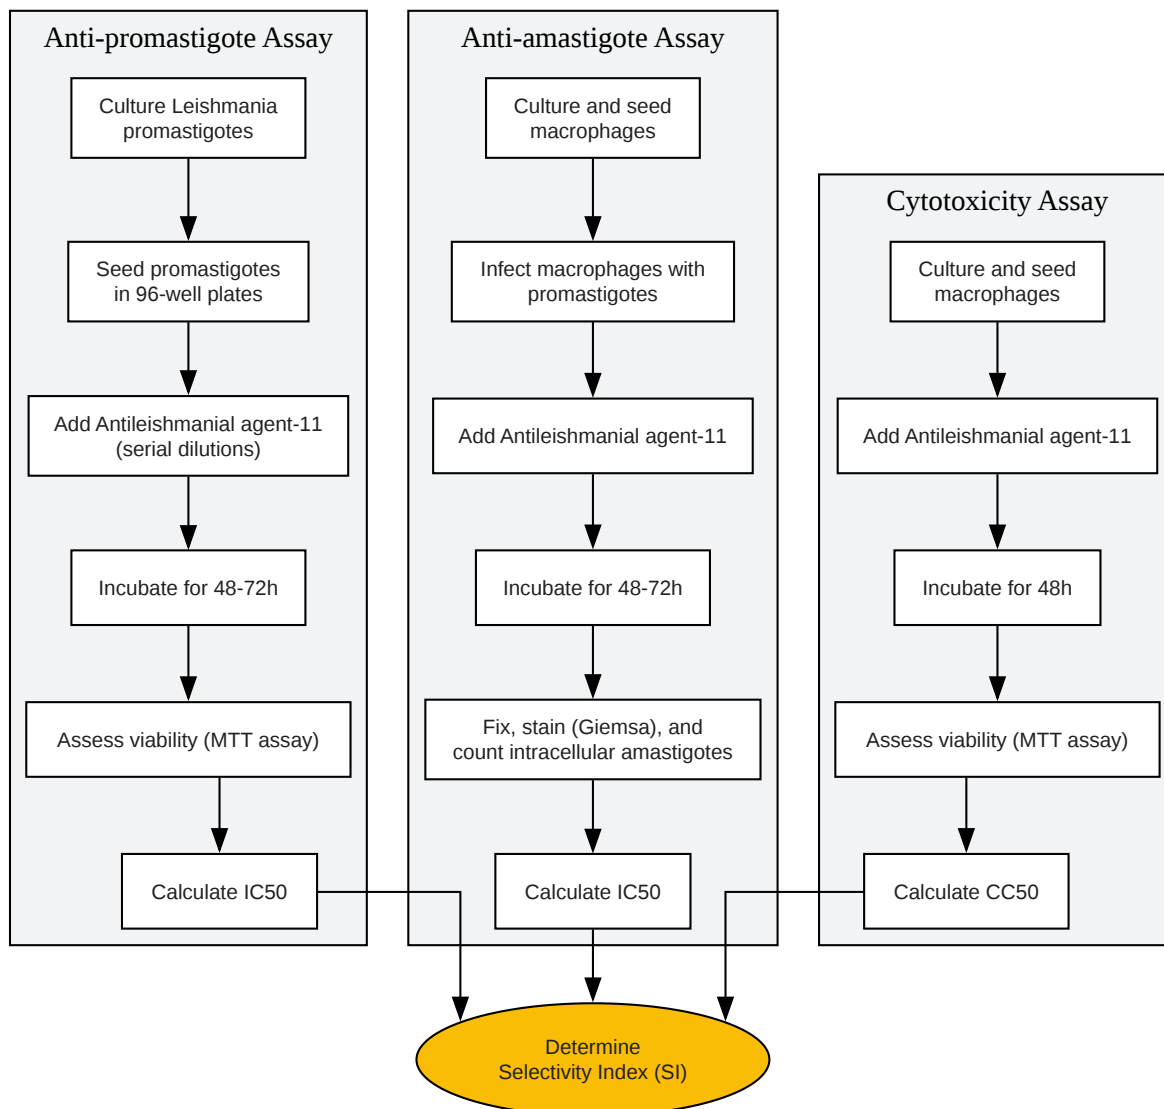 Anti-promastigote Assay
Culture Leishmania
promastigotes
Seed promastigotes
in 96-well plates
Add Antileishmanial agent-11
(serial dilutions)
Incubate for 48-72h
Assess viability (MTT assay)
Calculate IC50
Anti-amastigote Assay
Culture and seed
macrophages
Infect macrophages with
promastigotes
Add Antileishmanial agent-11
Incubate for 48-72h
Fix, stain (Giemsa), and
count intracellular amastigotes
Calculate IC50
Cytotoxicity Assay
Culture and seed
macrophages
Add Antileishmanial agent-11
Incubate for 48h
Assess viability (MTT assay)
Calculate CC50
Determine
Selectivity Index (SI)